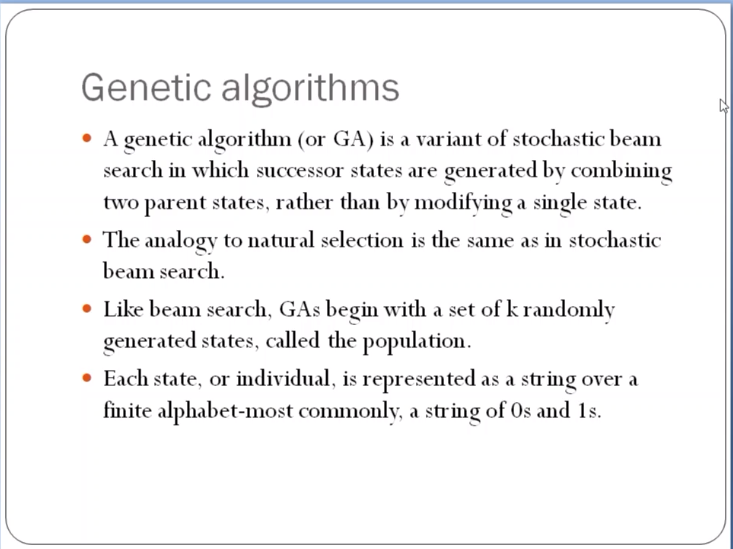 Genetic algorithms
• A genetic algorithm (or GA) is a variant of stochastic beam
search in which successor states are generated by combining
two parent states, rather than by modifying a single state.
• The analogy to natural selection is the same as in stochastic
beam search.
• Like beam search, GAs begin with a set of k randomly
generated states, called the population.
• Each state, or individual, is represented as a string over a
finite alphabet-most commonly, a string of 0s and 1s.